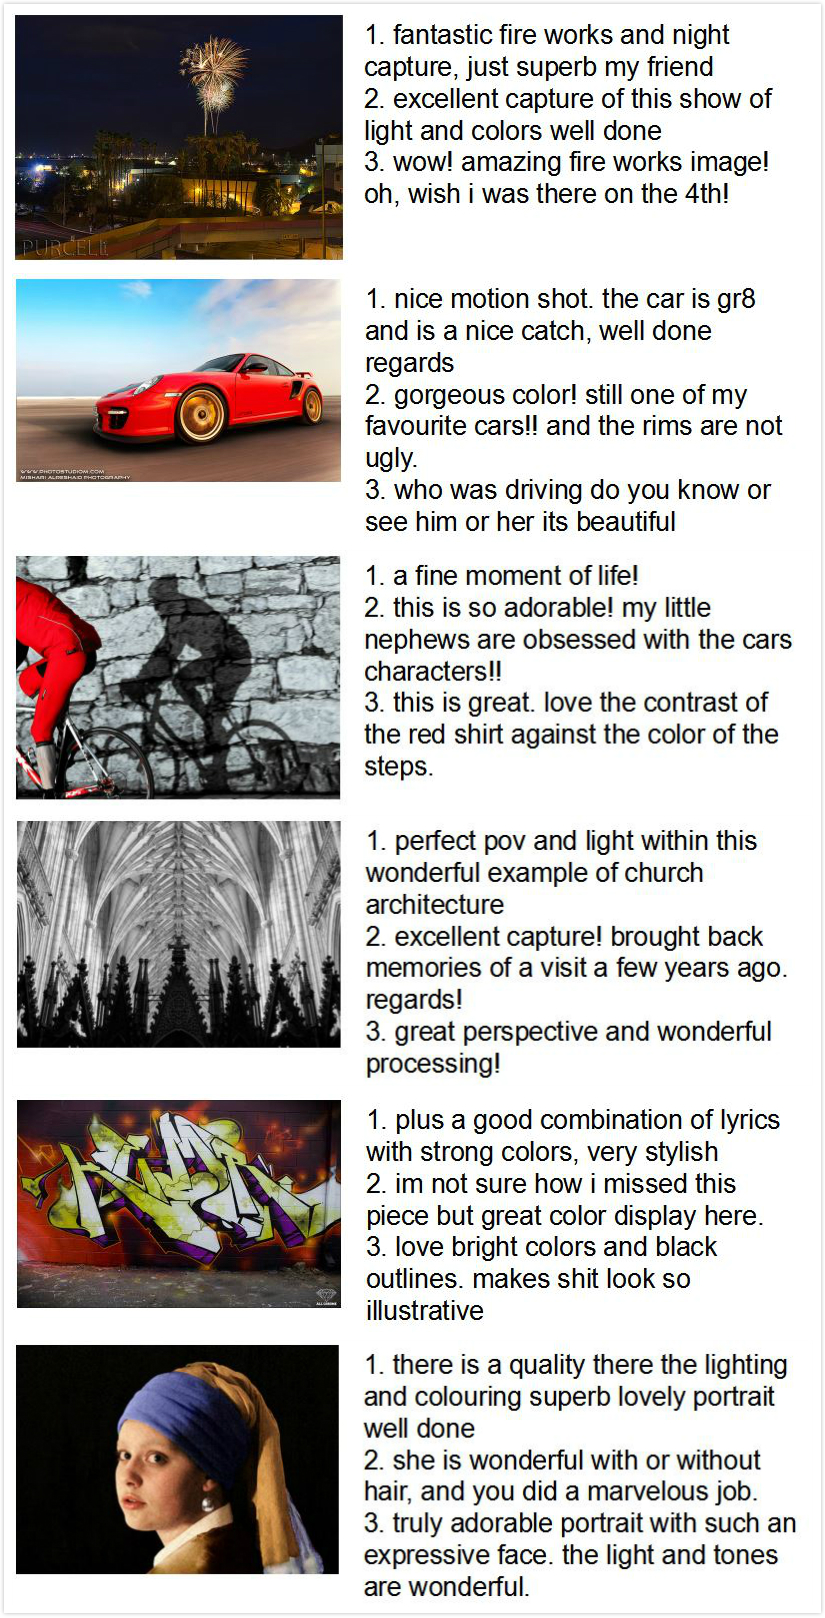 1. fantastic fire works and night
capture, just superb my friend
2. excellent capture of this show of
light and colors well done
3. wow! amazing fire works image!
oh, wish i was there on the 4th!
PURCELL
1. nice motion shot. the car is gr8
and is a nice catch, well done
regards
2. gorgeous color! still one of my
favourite cars!! and the rims are not
ugly.
3. who was driving do you know or
see him or her its beautiful
WWW.PHOTOSTUDIOM.COM
MISHARI ALRESHAID PHOTOGRAPHY
1. a fine moment of life!
2. this is so adorable! my little
nephews are obsessed with the cars
characters!!
3. this is great. love the contrast of
the red shirt against the color of the
steps.
1. perfect pov and light within this
wonderful example of church
architecture
2. excellent capture! brought back
memories of a visit a few years ago.
regards!
3. great perspective and wonderful
processing!
1. plus a good combination of lyrics
with strong colors, very stylish
2. im not sure how i missed this
piece but great color display here.
3. love bright colors and black
outlines. makes shit look so
illustrative
1. there is a quality there the lighting
and colouring superb lovely portrait
well done
2. she is wonderful with or without
hair, and you did a marvelous job.
3. truly adorable portrait with such an
expressive face. the light and tones
are wonderful.